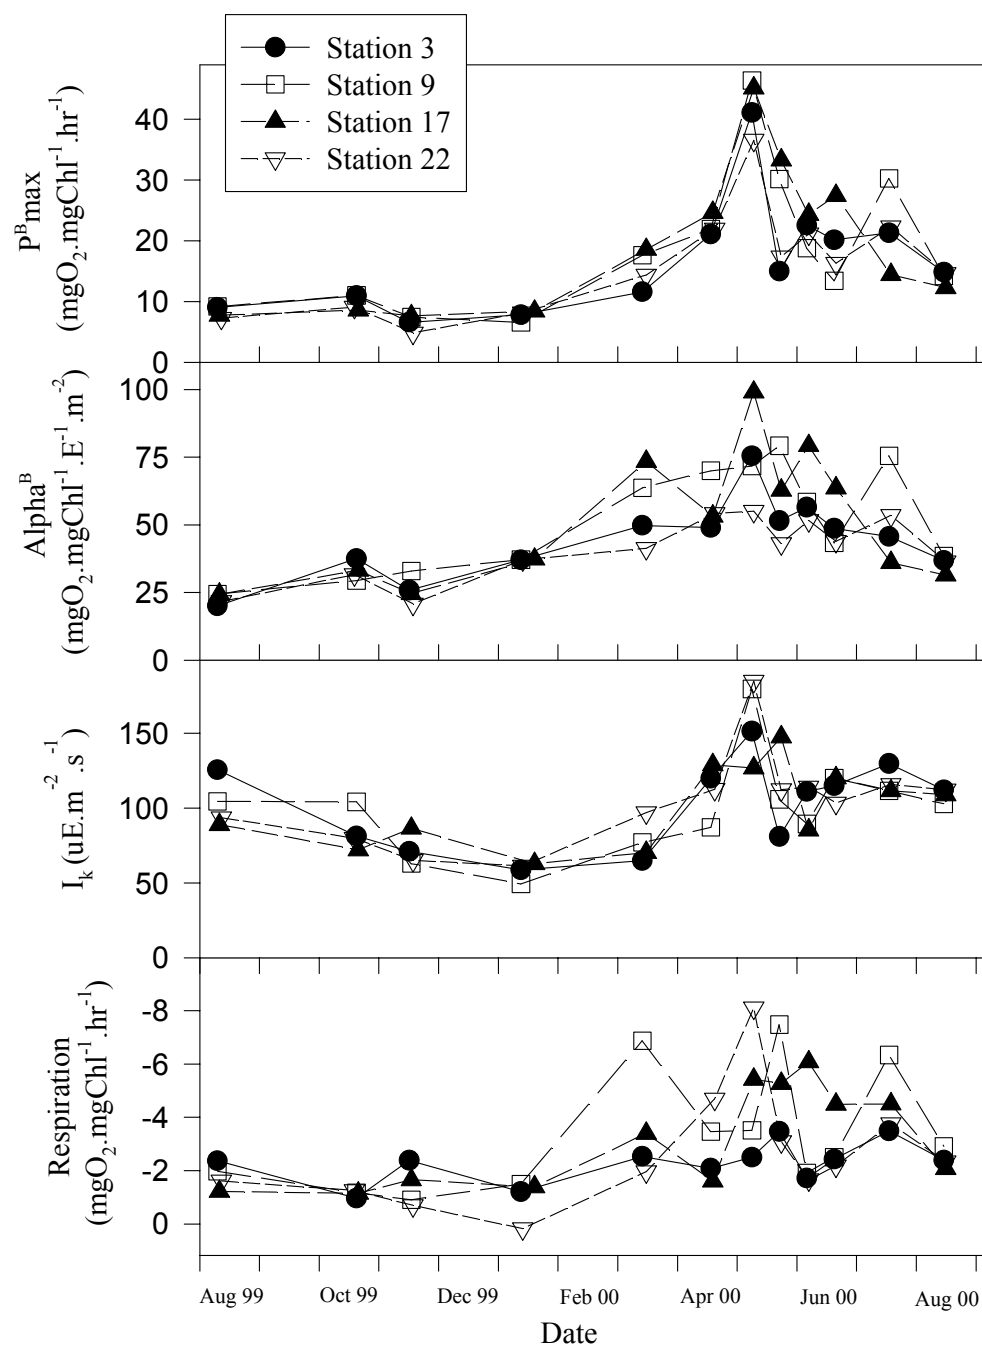 Station 3
Station 9
Station 17
Station 22
Pᴮmax
(mgO₂.mgChl⁻¹.hr⁻¹)
40
30
20
10
0
Alphaᴮ
(mgO₂.mgChl⁻¹.E⁻¹.m⁻²)
100
75
50
25
0
Iₖ (uE.m⁻².s⁻¹)
150
100
50
0
Respiration
(mgO₂.mgChl⁻¹.hr⁻¹)
-8
-6
-4
-2
0
Aug 99 Oct 99 Dec 99 Feb 00 Apr 00 Jun 00 Aug 00
Date